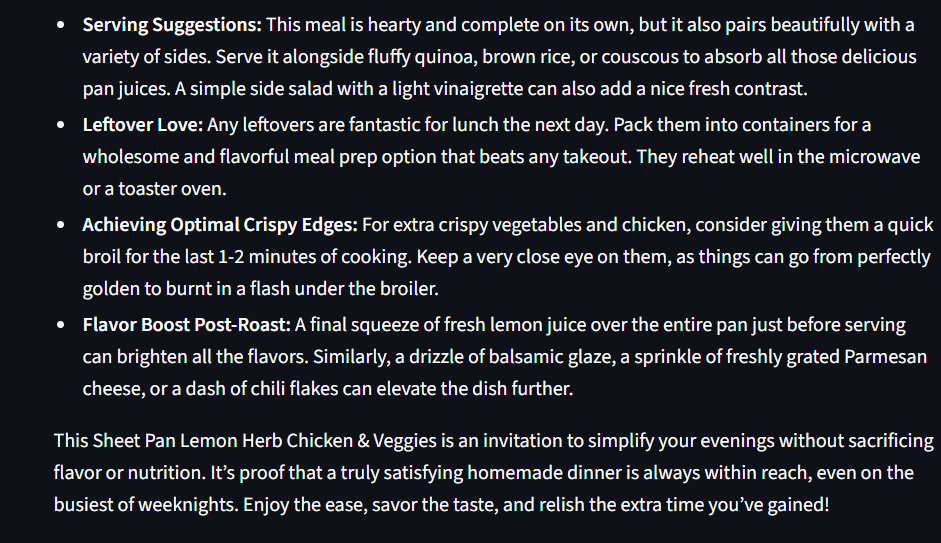 • Serving Suggestions: This meal is hearty and complete on its own, but it also pairs beautifully with a
variety of sides. Serve it alongside fluffy quinoa, brown rice, or couscous to absorb all those delicious
pan juices. A simple side salad with a light vinaigrette can also add a nice fresh contrast.
• Leftover Love: Any leftovers are fantastic for lunch the next day. Pack them into containers for a
wholesome and flavorful meal prep option that beats any takeout. They reheat well in the microwave
or a toaster oven.
• Achieving Optimal Crispy Edges: For extra crispy vegetables and chicken, consider giving them a quick
broil for the last 1-2 minutes of cooking. Keep a very close eye on them, as things can go from perfectly
golden to burnt in a flash under the broiler.
• Flavor Boost Post-Roast: A final squeeze of fresh lemon juice over the entire pan just before serving
can brighten all the flavors. Similarly, a drizzle of balsamic glaze, a sprinkle of freshly grated Parmesan
cheese, or a dash of chili flakes can elevate the dish further.
This Sheet Pan Lemon Herb Chicken & Veggies is an invitation to simplify your evenings without sacrificing
flavor or nutrition. It’s proof that a truly satisfying homemade dinner is always within reach, even on the
busiest of weeknights. Enjoy the ease, savor the taste, and relish the extra time you’ve gained!